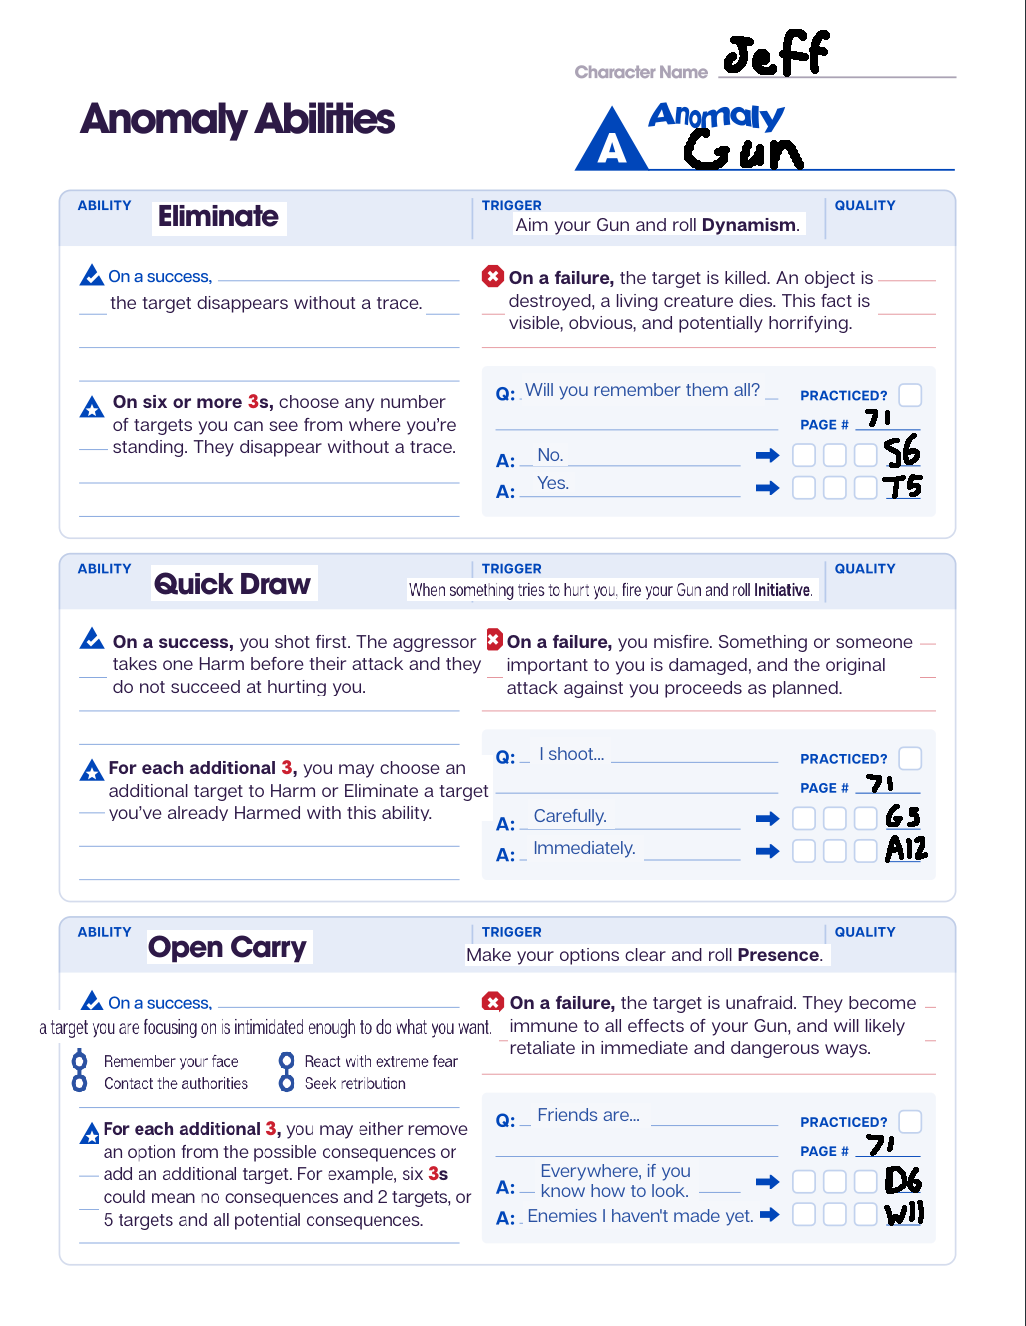 Character Name Jeff
Anomaly Abilities
A Anomaly
Gun
ABILITY Eliminate
TRIGGER
Aim your Gun and roll Dynamism.
QUALITY
On a success,
the target disappears without a trace.
On a failure, the target is killed. An object is
destroyed, a living creature dies. This fact is
visible, obvious, and potentially horrifying.
On six or more 3s, choose any number
of targets you can see from where you're
standing. They disappear without a trace.
Q: Will you remember them all?
PRACTICED?
PAGE # 71
A: No. S6
A: Yes. T5
ABILITY Quick Draw
TRIGGER
When something tries to hurt you, fire your Gun and roll Initiative.
QUALITY
On a success, you shot first. The aggressor
takes one Harm before their attack and they
do not succeed at hurting you.
On a failure, you misfire. Something or someone
important to you is damaged, and the original
attack against you proceeds as planned.
For each additional 3, you may choose an
additional target to Harm or Eliminate a target
you've already Harmed with this ability.
Q: I shoot...
PRACTICED?
PAGE # 71
A: Carefully. G3
A: Immediately. A12
ABILITY Open Carry
TRIGGER
Make your options clear and roll Presence.
QUALITY
On a success,
a target you are focusing on is intimidated enough to do what you want.
Remember your face
React with extreme fear
Contact the authorities
Seek retribution
On a failure, the target is unafraid. They become
immune to all effects of your Gun, and will likely
retaliate in immediate and dangerous ways.
For each additional 3, you may either remove
an option from the possible consequences or
add an additional target. For example, six 3s
could mean no consequences and 2 targets, or
5 targets and all potential consequences.
Q: Friends are...
PRACTICED?
PAGE # 71
A: Everywhere, if you
know how to look. D6
A: Enemies I haven't made yet. W11